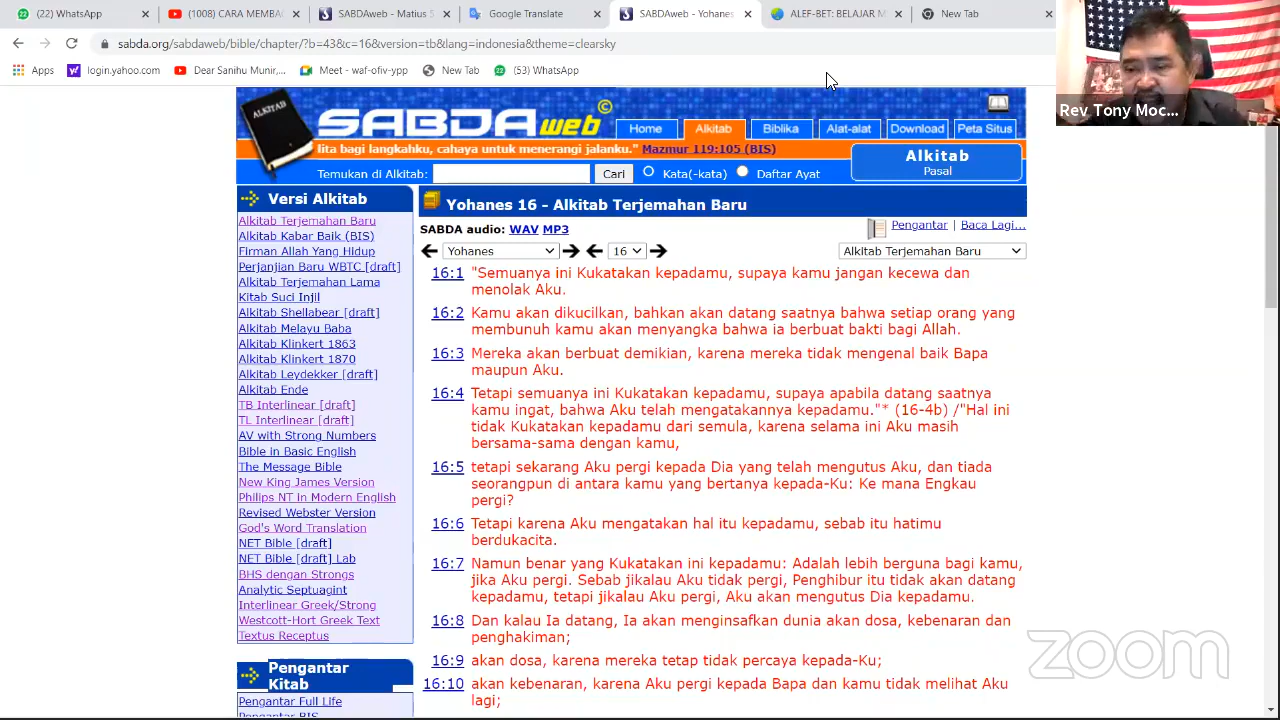 (22) WhatsApp
(1008) CARA MEMBA
SABDAweb - Matius 5
Google Translate
SABDAweb - Yohanes
ALEF-BET: BELAJAR M
New Tab
sabda.org/sabdaweb/bible/chapter/?b=43&c=16&version=tb&lang=indonesia&theme=clearsky
Apps
login.yahoo.com
Dear Sanihu Munir,...
Meet - waf-ofiv-ypp
New Tab
(53) WhatsApp
Rev Tony Moc...
ALKITAB
SABDAweb ©
Home
Alkitab
Biblika
Alat-alat
Download
Peta Situs
lita bagi langkahku, cahaya untuk menerangi jalanku." Mazmur 119:105 (BIS)
Temukan di Alkitab:
Cari
Kata(-kata)
Daftar Ayat
Alkitab
Pasal
Versi Alkitab
Alkitab Terjemahan Baru
Alkitab Kabar Baik (BIS)
Firman Allah Yang Hidup
Perjanjian Baru WBTC [draft]
Alkitab Terjemahan Lama
Kitab Suci Injil
Alkitab Shellabear [draft]
Alkitab Melayu Baba
Alkitab Klinkert 1863
Alkitab Klinkert 1870
Alkitab Leydekker [draft]
Alkitab Ende
TB Interlinear [draft]
TL Interlinear [draft]
AV with Strong Numbers
Bible in Basic English
The Message Bible
New King James Version
Philips NT in Modern English
Revised Webster Version
God's Word Translation
NET Bible [draft]
NET Bible [draft] Lab
BHS dengan Strongs
Analytic Septuagint
Interlinear Greek/Strong
Westcott-Hort Greek Text
Textus Receptus
Pengantar
Kitab
Pengantar Full Life
Pengantar BIS
Yohanes 16 - Alkitab Terjemahan Baru
Pengantar | Baca Lagi...
SABDA audio: WAV MP3
Yohanes
16
Alkitab Terjemahan Baru
16:1 "Semuanya ini Kukatakan kepadamu, supaya kamu jangan kecewa dan
menolak Aku.
16:2 Kamu akan dikucilkan, bahkan akan datang saatnya bahwa setiap orang yang
membunuh kamu akan menyangka bahwa ia berbuat bakti bagi Allah.
16:3 Mereka akan berbuat demikian, karena mereka tidak mengenal baik Bapa
maupun Aku.
16:4 Tetapi semuanya ini Kukatakan kepadamu, supaya apabila datang saatnya
kamu ingat, bahwa Aku telah mengatakannya kepadamu."* (16-4b) /"Hal ini
tidak Kukatakan kepadamu dari semula, karena selama ini Aku masih
bersama-sama dengan kamu,
16:5 tetapi sekarang Aku pergi kepada Dia yang telah mengutus Aku, dan tiada
seorangpun di antara kamu yang bertanya kepada-Ku: Ke mana Engkau
pergi?
16:6 Tetapi karena Aku mengatakan hal itu kepadamu, sebab itu hatimu
berdukacita.
16:7 Namun benar yang Kukatakan ini kepadamu: Adalah lebih berguna bagi kamu,
jika Aku pergi. Sebab jikalau Aku tidak pergi, Penghibur itu tidak akan datang
kepadamu, tetapi jikalau Aku pergi, Aku akan mengutus Dia kepadamu.
16:8 Dan kalau Ia datang, Ia akan menginsafkan dunia akan dosa, kebenaran dan
penghakiman;
16:9 akan dosa, karena mereka tetap tidak percaya kepada-Ku;
16:10 akan kebenaran, karena Aku pergi kepada Bapa dan kamu tidak melihat Aku
lagi;
zoom